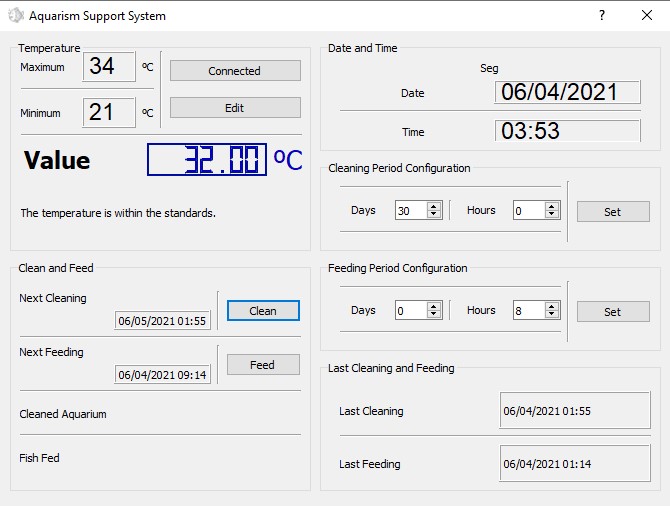 Aquarism Support System
Temperature
Maximum 34 ºC
Connected
Minimum 21 ºC
Edit
Value 32.00 ºC
The temperature is within the standards.
Date and Time
Seg
Date 06/04/2021
Time 03:53
Cleaning Period Configuration
Days 30 Hours 0 Set
Clean and Feed
Next Cleaning
06/05/2021 01:55
Clean
Next Feeding
06/04/2021 09:14
Feed
Cleaned Aquarium
Fish Fed
Feeding Period Configuration
Days 0 Hours 8 Set
Last Cleaning and Feeding
Last Cleaning 06/04/2021 01:55
Last Feeding 06/04/2021 01:14